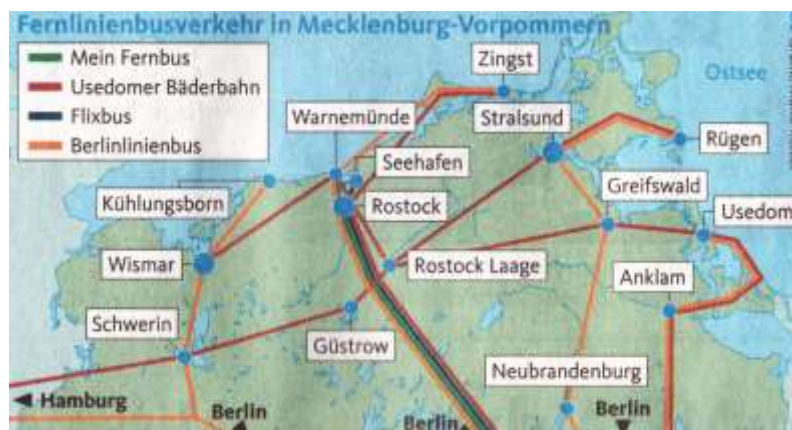 Fernlinienbusverkehr in Mecklenburg-Vorpommern
Mein Fernbus
Usedomer Bäderbahn
Flixbus
Berlinlinienbus
Zingst
Ostsee
Warnemünde
Stralsund
Seehafen
Rügen
Kühlungsborn
Rostock
Greifswald
Usedom
Wismar
Rostock Laage
Anklam
Schwerin
Güstrow
Neubrandenburg
Hamburg
Berlin
Berlin
Berlin